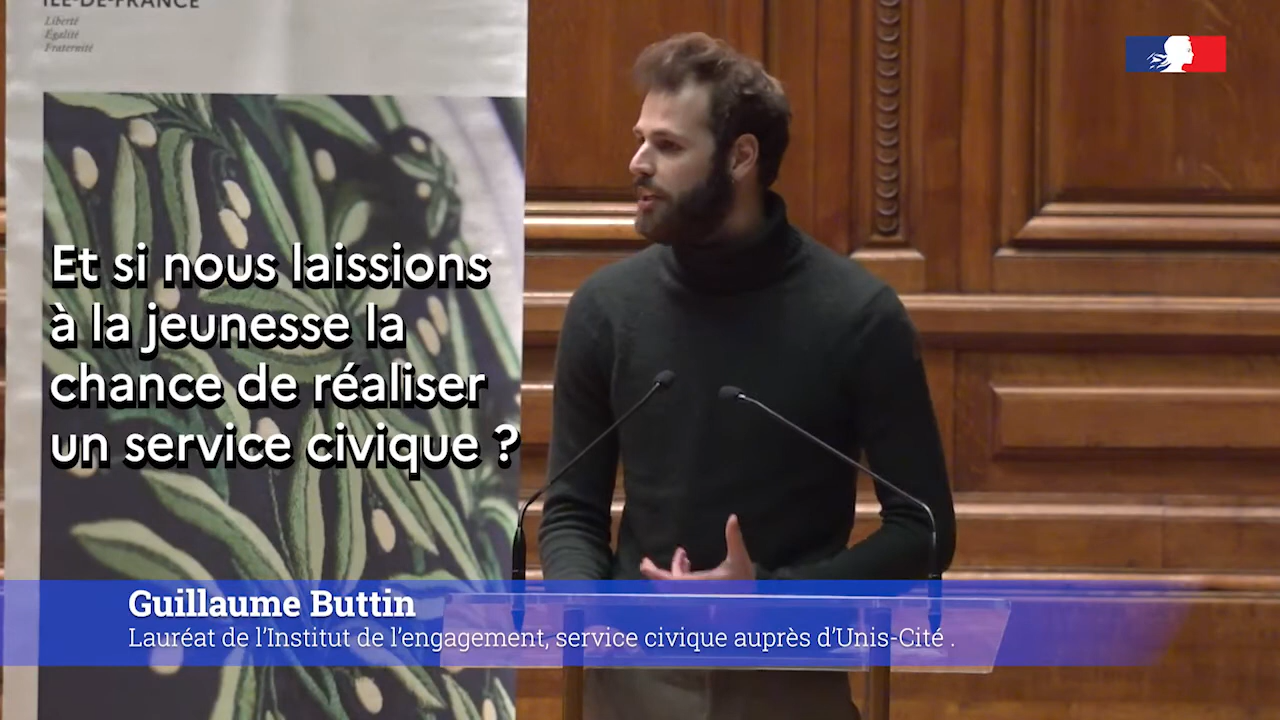 ÎLE-DE-FRANCE
Liberté
Égalité
Fraternité
Et si nous laissions
à la jeunesse la
chance de réaliser
un service civique ?
Guillaume Buttin
Lauréat de l’Institut de l’engagement, service civique auprès d’Unis-Cité .